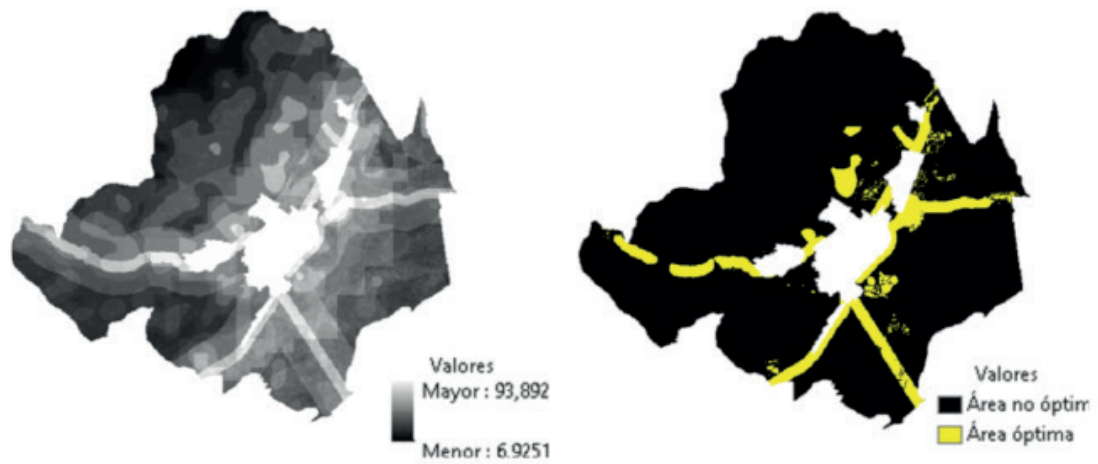 Valores
Mayor : 93,892
Menor : 6.9251
Valores
Área no óptim
Área óptima